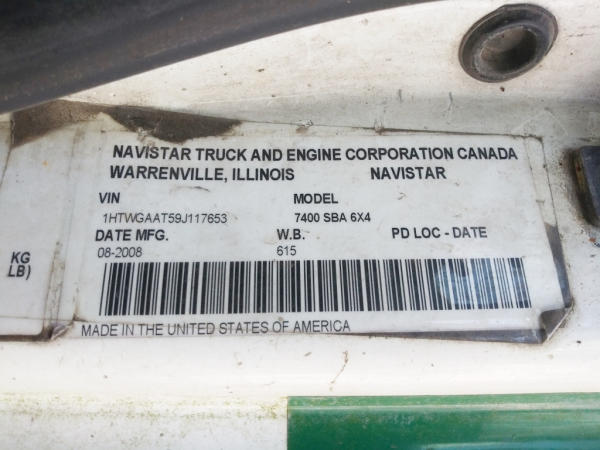 NAVISTAR TRUCK AND ENGINE CORPORATION CANADA
WARRENVILLE, ILLINOIS NAVISTAR
VIN MODEL
1HTWGAAT59J117653 7400 SBA 6X4
DATE MFG. W.B. PD LOC - DATE
08-2008 615
KG
LB)
MADE IN THE UNITED STATES OF AMERICA